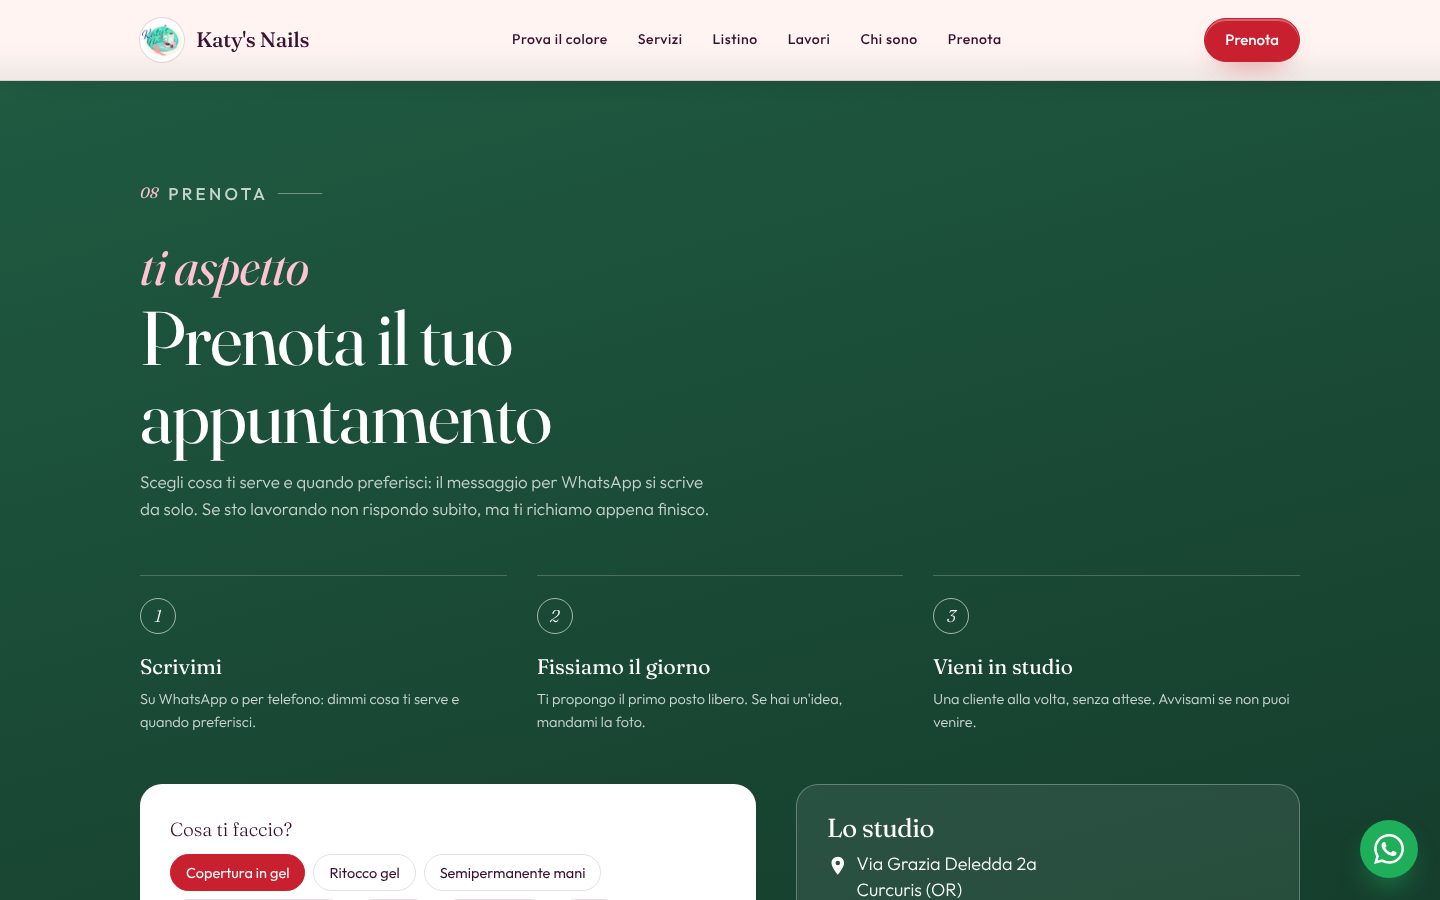 Katy's Nails
Prova il colore
Servizi
Listino
Lavori
Chi sono
Prenota
Prenota
08 PRENOTA
ti aspetto
Prenota il tuo
appuntamento
Scegli cosa ti serve e quando preferisci: il messaggio per WhatsApp si scrive
da solo. Se sto lavorando non rispondo subito, ma ti richiamo appena finisco.
1
Scrivimi
Su WhatsApp o per telefono: dimmi cosa ti serve e
quando preferisci.
2
Fissiamo il giorno
Ti propongo il primo posto libero. Se hai un'idea,
mandami la foto.
3
Vieni in studio
Una cliente alla volta, senza attese. Avvisami se non puoi
venire.
Cosa ti faccio?
Copertura in gel
Ritocco gel
Semipermanente mani
Lo studio
Via Grazia Deledda 2a
Curcuris (OR)